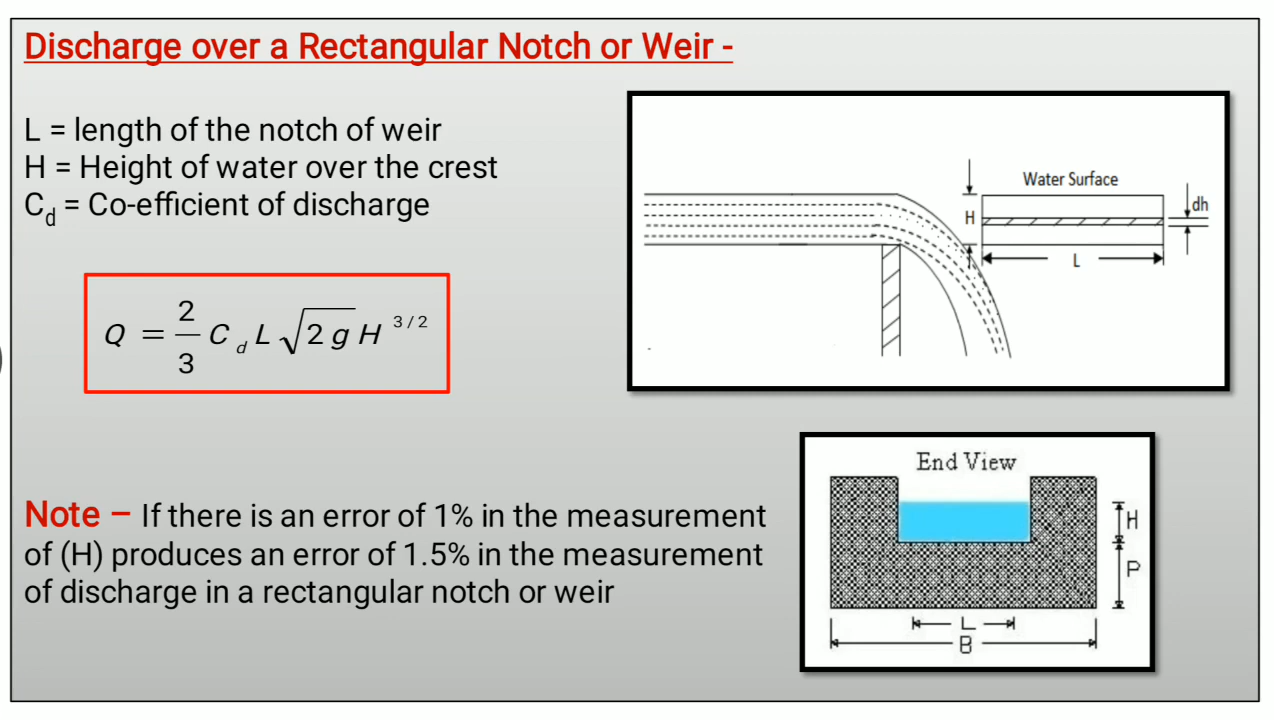 Discharge over a Rectangular Notch or Weir -
L = length of the notch of weir
H = Height of water over the crest
Cd = Co-efficient of discharge
Q = 2/3 Cd L √2g H 3/2
Water Surface
H
dh
L
End View
H
P
L
B
Note – If there is an error of 1% in the measurement
of (H) produces an error of 1.5% in the measurement
of discharge in a rectangular notch or weir